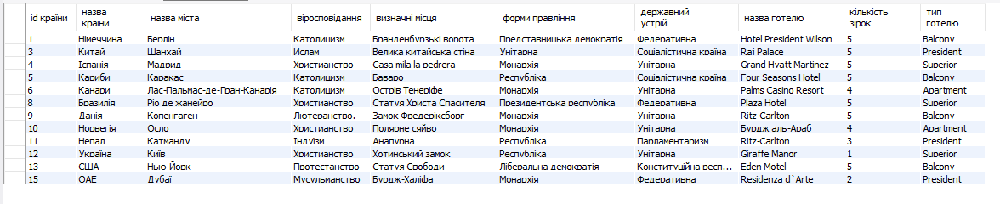 id країни назва країни назва міста віросповідання визначні місця форми правління державний устрій назва готелю кількість зірок тип готелю
1 Німеччина Берлін Католицизм Бранденбурзькі ворота Представницька демократія Федеративна Hotel President Wilson 5 Balcony
3 Китай Шанхай Ислам Велика китайська стіна Унітарна Соціалістична країна Raj Palace 5 President
4 Іспанія Мадрид Християнство Casa mila la pedrera Монархія Унітарна Grand Hyatt Martinez 5 Superior
5 Кариби Каракас Католицизм Баваро Республіка Соціалістична країна Four Seasons Hotel 5 Balcony
6 Канари Лас-Пальмас-де-Гран-Канарія Католицизм Острів Тенеріфе Монархія Унітарна Palms Casino Resort 4 Apartment
8 Бразилія Ріо де жанейро Християнство Статуя Христа Спасителя Президентська республіка Федеративна Plaza Hotel 5 Superior
9 Данія Копенгаген Лютеранство. Замок Фредеріксборг Монархія Унітарна Ritz-Carlton 5 Balcony
10 Норвегія Осло Християнство Полярне сяйво Монархія Унітарна Бурдж аль-Араб 4 Apartment
11 Непал Катманду Індуїзм Анапурна Республіка Парламентаризм Ritz-Carlton 3 President
12 Україна Київ Християнство Хотинський замок Республіка Унітарна Giraffe Manor 1 Superior
13 США Нью-Йорк Протестанство Статуя Свободи Ліберальна демократія Конституційна респ... Eden Motel 5 Balcony
15 ОАЕ Дубаї Мусульманство Бурдж-Халіфа Монархія Федеративна Residenza d`Arte 2 President